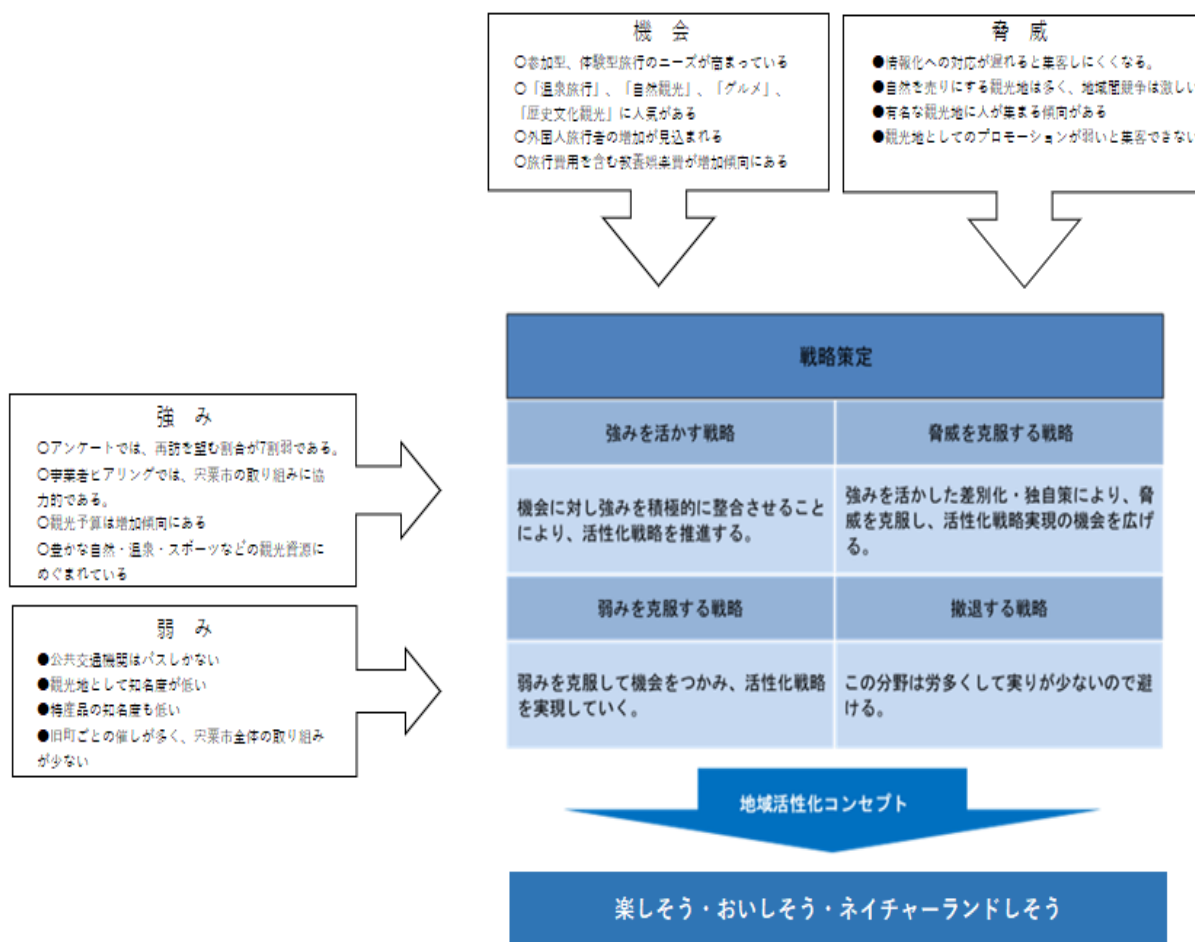 機　会
○参加型、体験型旅行のニーズが高まっている
○「温泉旅行」、「自然観光」、「グルメ」、
「歴史文化観光」に人気がある
○外国人旅行者の増加が見込まれる
○旅行費用を含む教養娯楽費が増加傾向にある
脅　威
●情報化への対応が遅れると集客しにくくなる。
●自然を売りにする観光地は多く、地域間競争は激しい
●有名な観光地に人が集まる傾向がある
●観光地としてのプロモーションが弱いと集客できない
強　み
○アンケートでは、再訪を望む割合が7割弱である。
○事業者ヒアリングでは、宍粟市の取り組みに協
力的である。
○観光予算は増加傾向にある
○豊かな自然・温泉・スポーツなどの観光資源に
めぐまれている
弱　み
●公共交通機関はバスしかない
●観光地として知名度が低い
●特産品の知名度も低い
●旧町ごとの催しが多く、宍粟市全体の取り組み
が少ない
戦略策定
強みを活かす戦略
脅威を克服する戦略
機会に対し強みを積極的に整合させること
により、活性化戦略を推進する。
強みを活かした差別化・独自策により、脅
威を克服し、活性化戦略実現の機会を広げ
る。
弱みを克服する戦略
撤退する戦略
弱みを克服して機会をつかみ、活性化戦略
を実現していく。
この分野は労多くして実りが少ないので避
ける。
地域活性化コンセプト
楽しそう・おいしそう・ネイチャーランドしそう